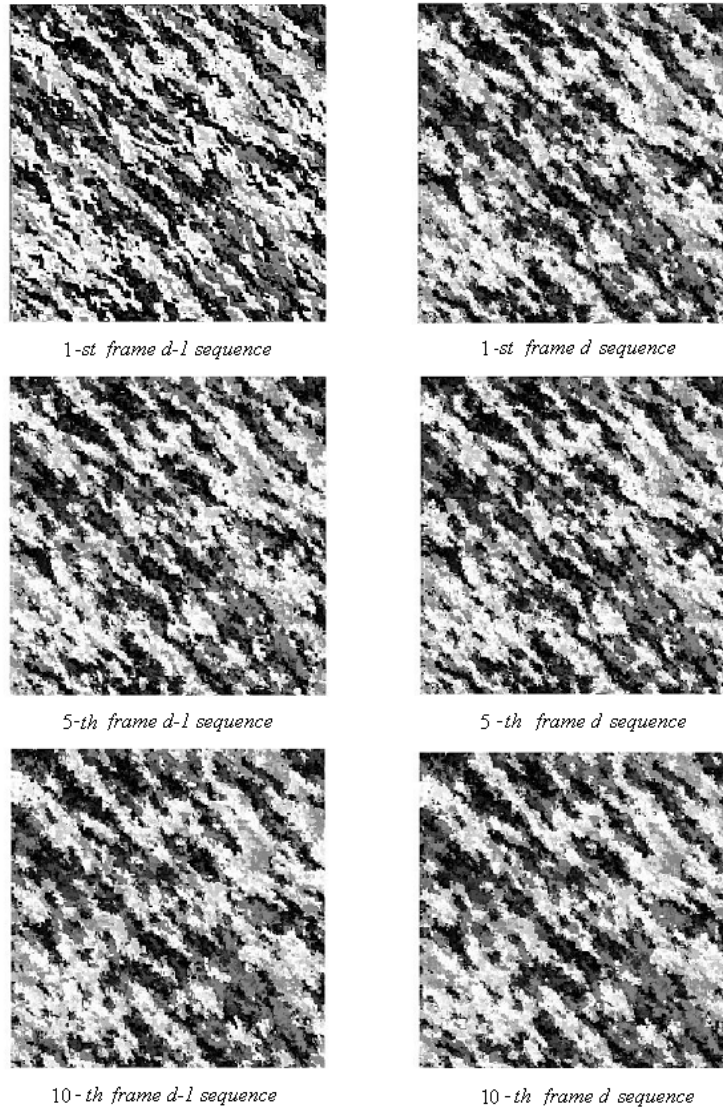 1-st frame d-1 sequence
1-st frame d sequence
5-th frame d-1 sequence
5 -th frame d sequence
10 - th frame d-1 sequence
10 - th frame d sequence